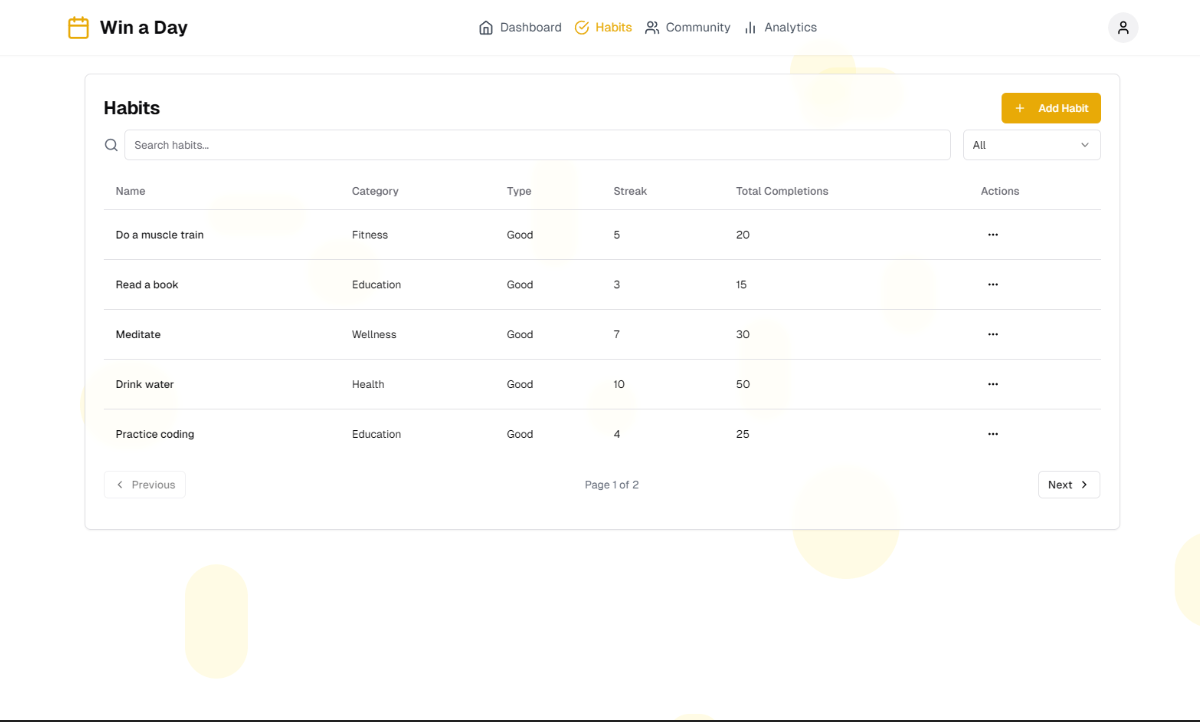 Win a Day
Dashboard Habits Community Analytics
Habits
Add Habit
Search habits...
All
Name Category Type Streak Total Completions Actions
Do a muscle train Fitness Good 5 20
Read a book Education Good 3 15
Meditate Wellness Good 7 30
Drink water Health Good 10 50
Practice coding Education Good 4 25
Previous Page 1 of 2 Next